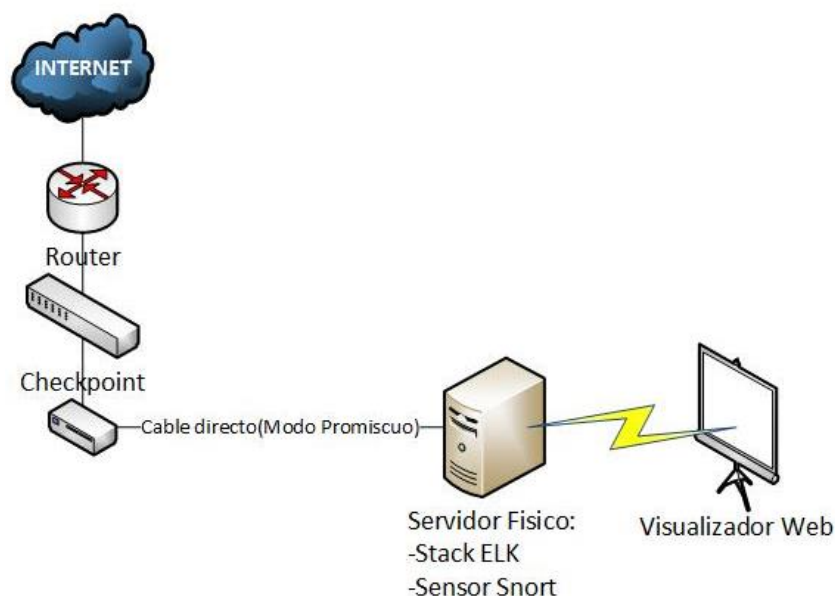 INTERNET
Router
Checkpoint
Cable directo(Modo Promiscuo)
Servidor Fisico:
-Stack ELK
-Sensor Snort
Visualizador Web